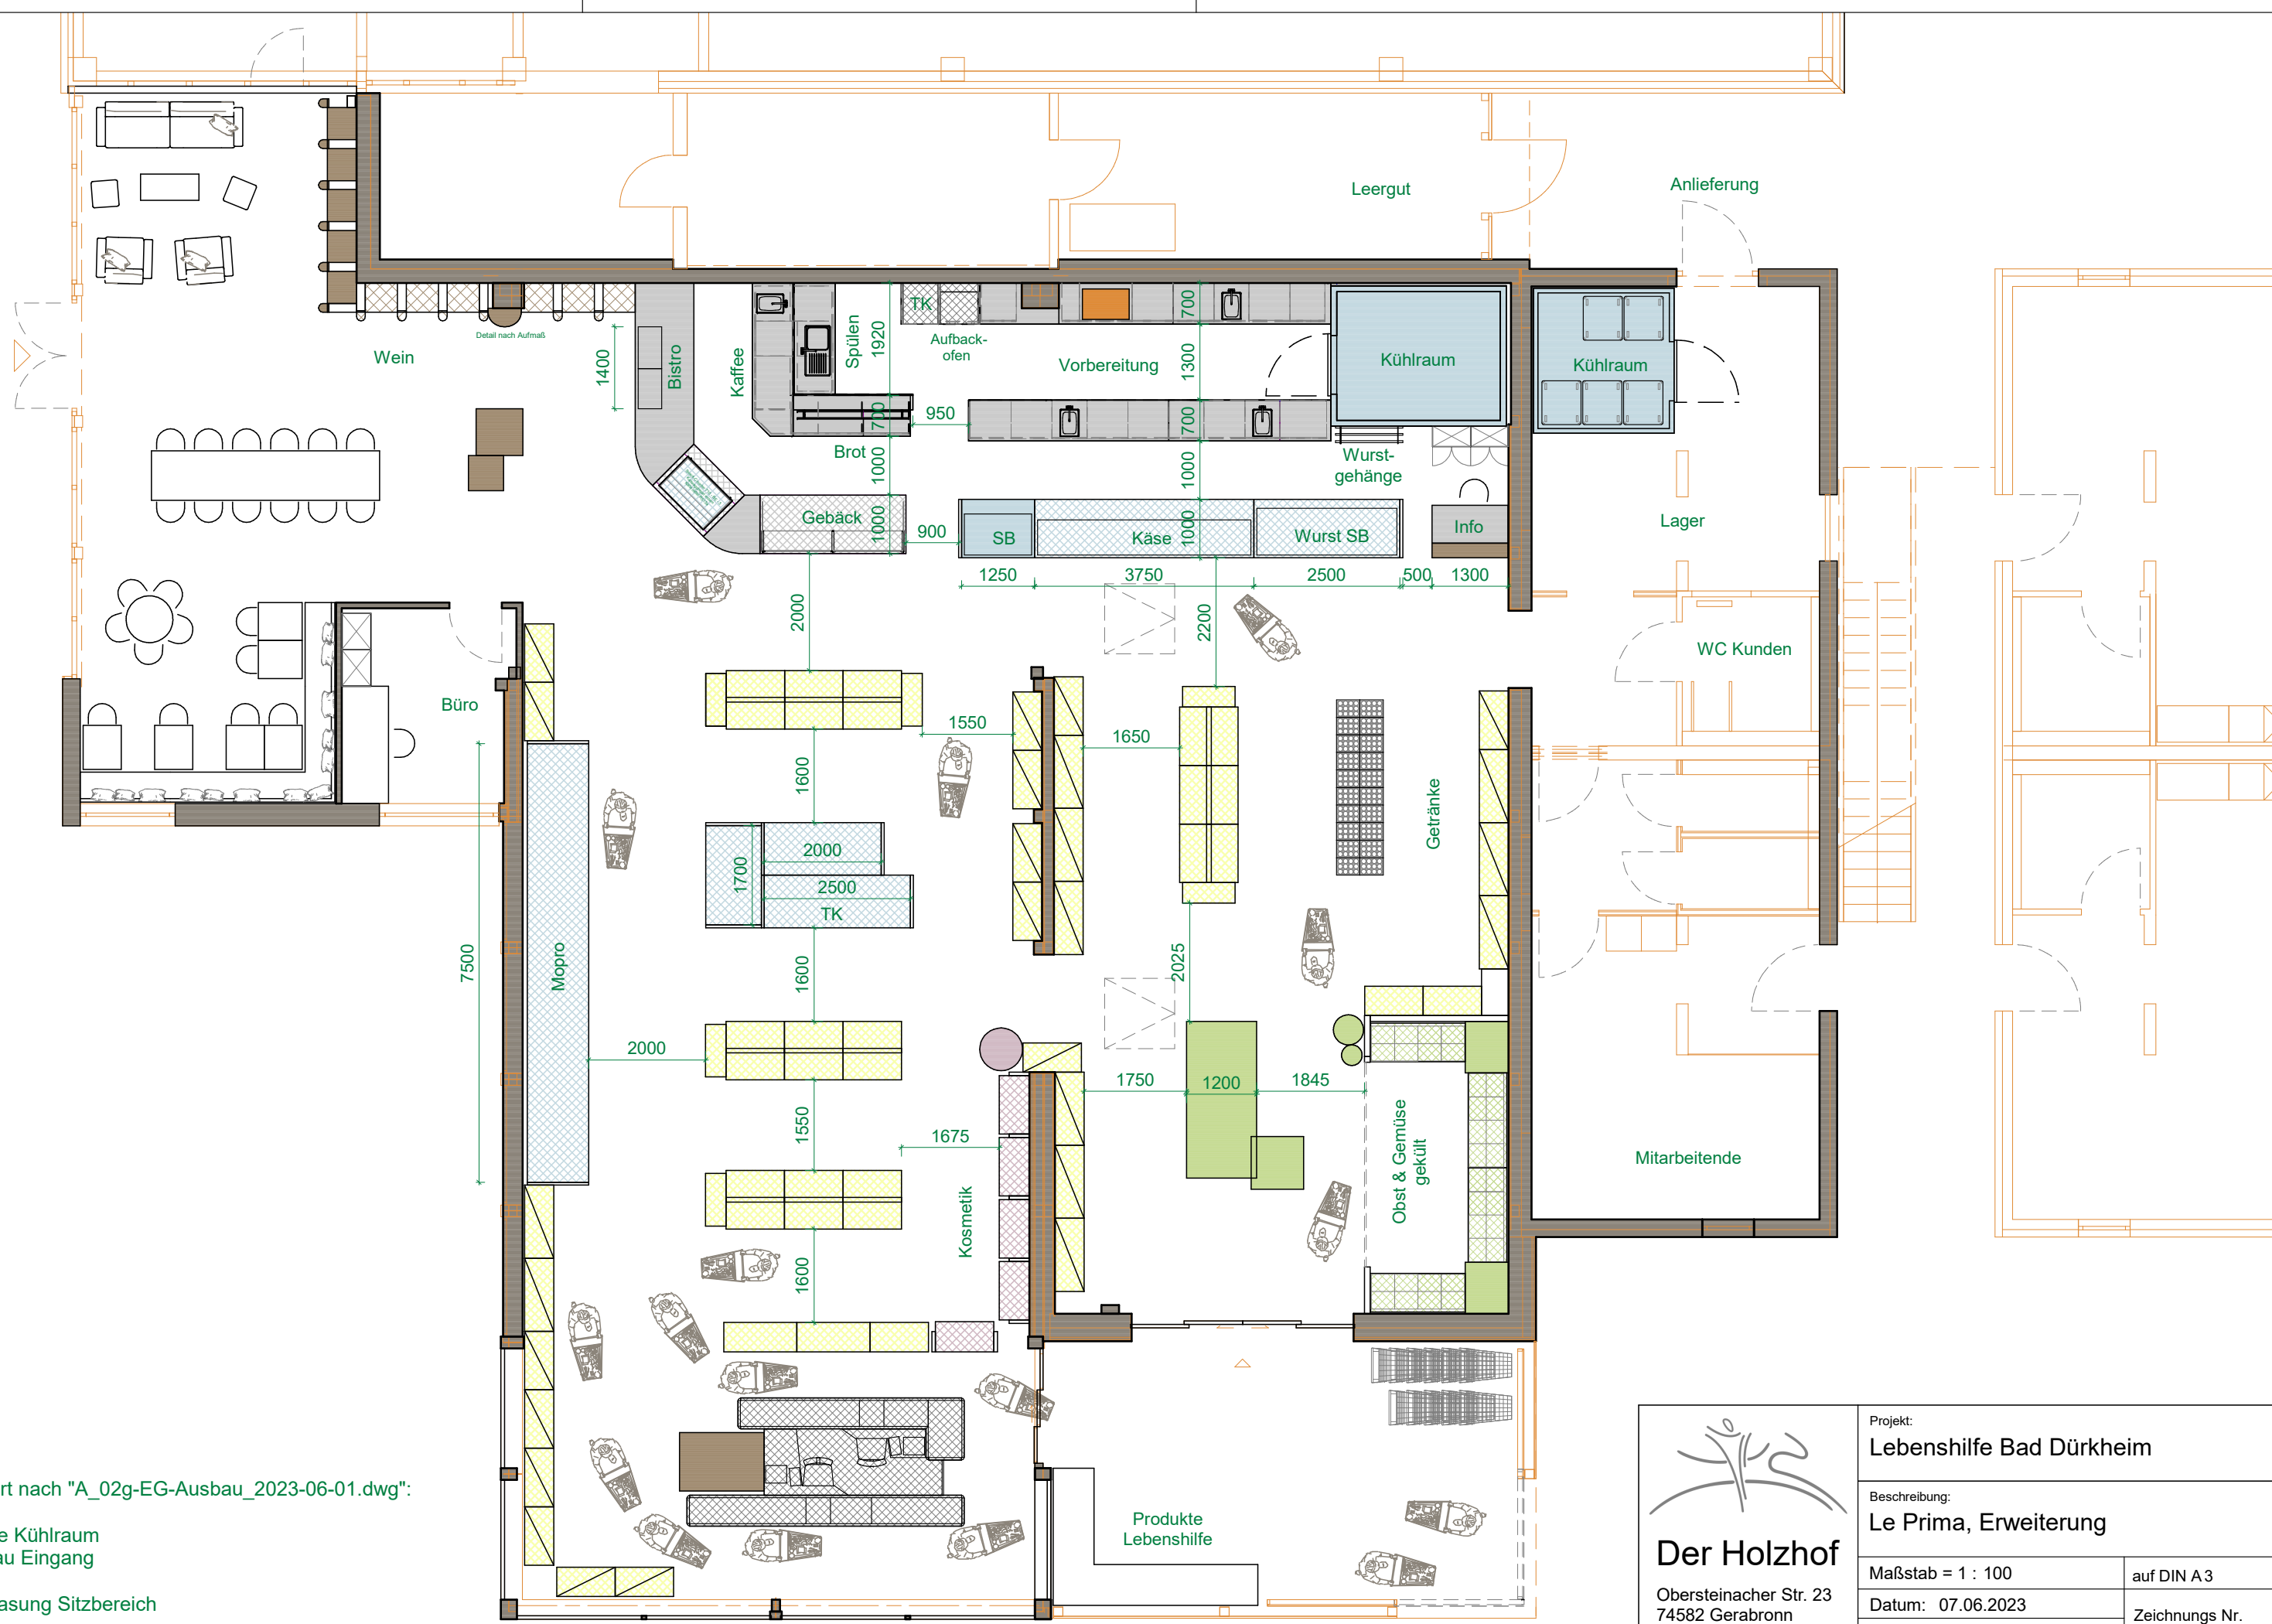 Leergut
Anlieferung
Wein
Detail nach Aufmaß
1400
Bistro
Kaffee
Spülen
1920
TK
Aufback-
ofen
Vorbereitung
700
1300
Kühlraum
Kühlraum
700
950
700
Brot
1000
1000
Wurst-
gehänge
Gebäck
1000
900
SB
Käse
1000
Wurst SB
Info
Lager
1250
3750
2500
500
1300
2000
2200
WC Kunden
Büro
1550
1650
1600
Getränke
2000
1700
2500
TK
7500
Mopro
1600
2025
2000
1750
1200
1845
1550
1675
Obst & Gemüse
gekült
Mitarbeitende
Kosmetik
1600
rt nach "A_02g-EG-Ausbau_2023-06-01.dwg":
e Kühlraum
au Eingang
asung Sitzbereich
Produkte
Lebenshilfe
Der Holzhof
Obersteinacher Str. 23
74582 Gerabronn
Projekt:
Lebenshilfe Bad Dürkheim
Beschreibung:
Le Prima, Erweiterung
Maßstab = 1 : 100
auf DIN A3
Datum: 07.06.2023
Zeichnungs Nr.